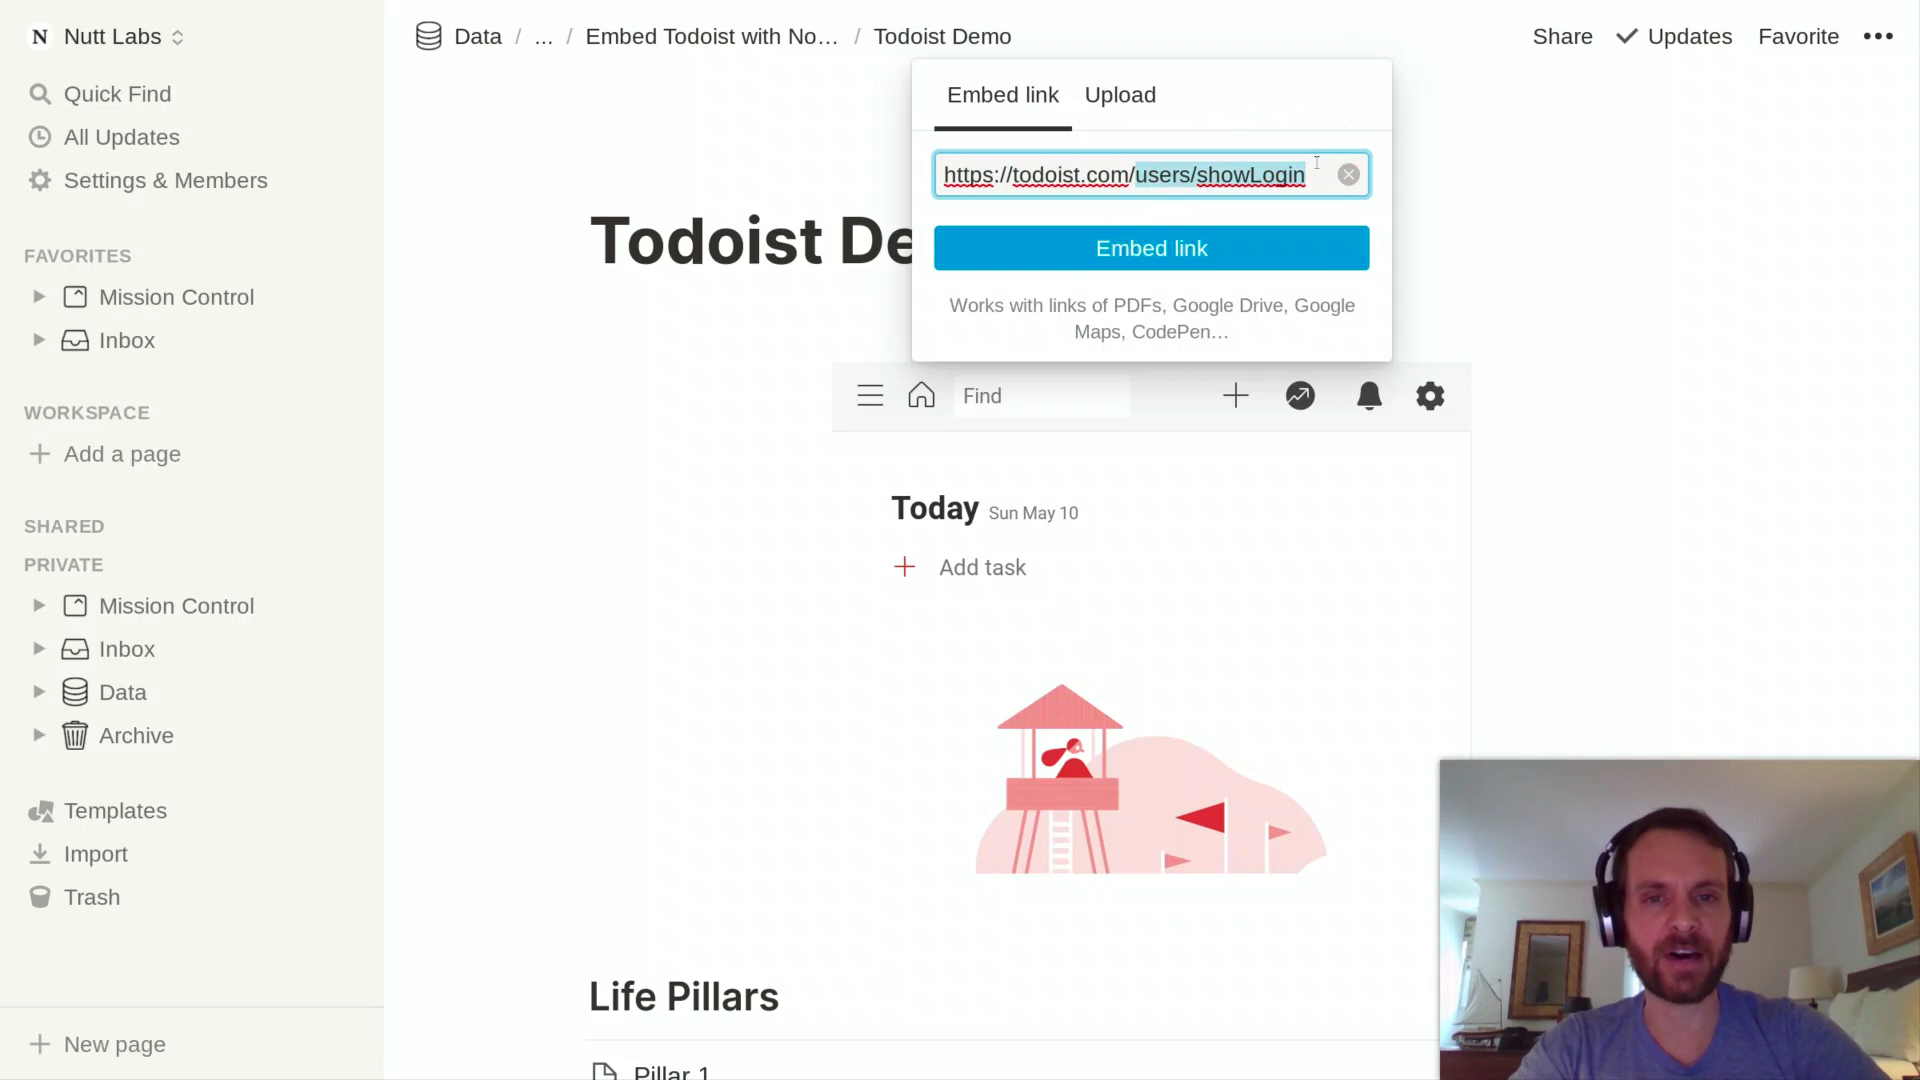 N Nutt Labs
Quick Find
All Updates
Settings & Members
FAVORITES
Mission Control
Inbox
WORKSPACE
Add a page
SHARED
PRIVATE
Mission Control
Inbox
Data
Archive
Templates
Import
Trash
New page
Data / ... / Embed Todoist with No... / Todoist Demo
Share Updates Favorite
Embed link Upload
https://todoist.com/users/showLogin
Embed link
Works with links of PDFs, Google Drive, Google
Maps, CodePen…
Todoist De
Find
Today Sun May 10
Add task
Life Pillars
Pillar 1